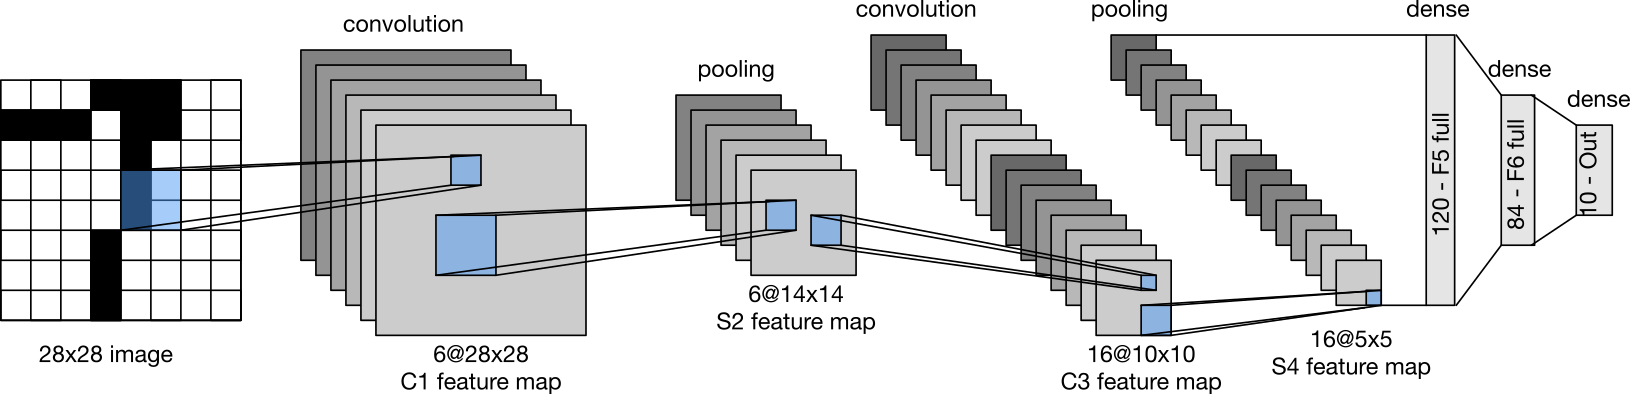 convolution
convolution
pooling
dense
pooling
dense
dense
120 - F5 full
84 - F6 full
10 - Out
28x28 image
6@28x28
C1 feature map
6@14x14
S2 feature map
16@10x10
C3 feature map
16@5x5
S4 feature map